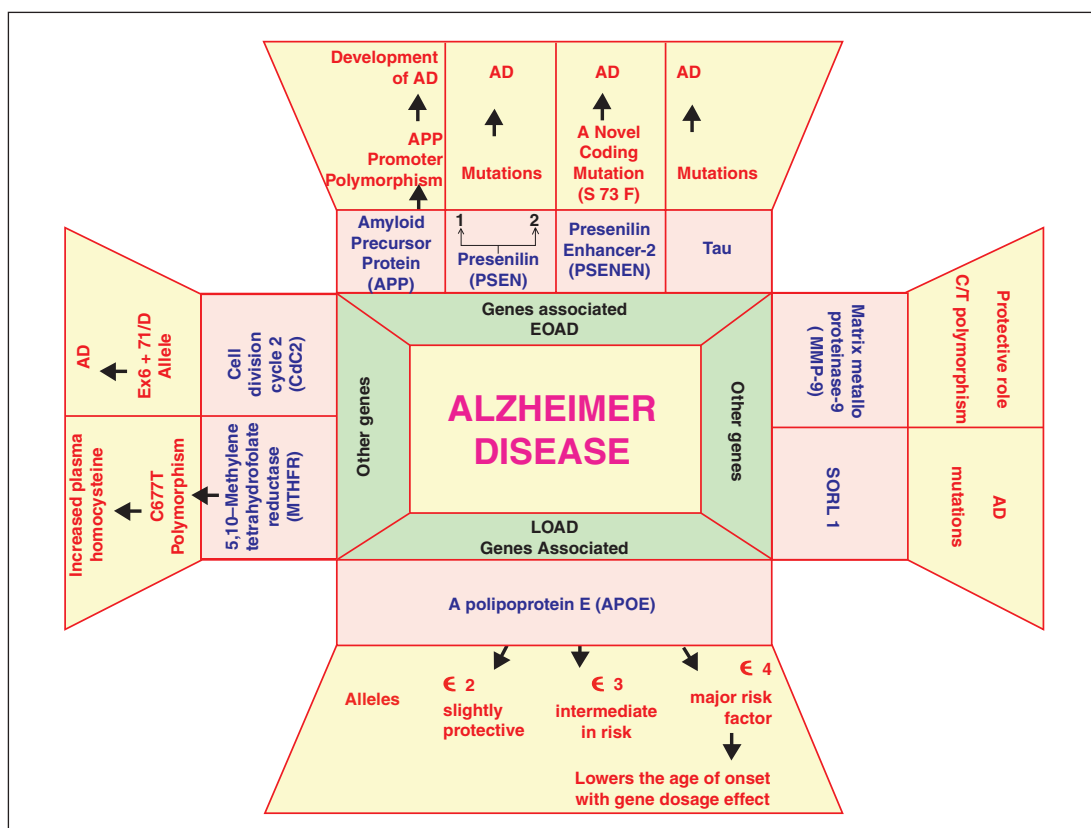 Development
of AD
APP
Promoter
Polymorphism
AD
Mutations
AD
A Novel
Coding
Mutation
(S 73 F)
AD
Mutations
Amyloid
Precursor
Protein
(APP)
1 2
Presenilin
(PSEN)
Presenilin
Enhancer-2
(PSENEN)
Tau
Genes associated
EOAD
AD
Ex6 + 71/D
Allele
Cell
division
cycle 2
(CdC2)
Increased plasma
homocysteine
C677T
Polymorphism
5,10–Methylene
tetrahydrofolate
reductase
(MTHFR)
Other genes
ALZHEIMER
DISEASE
Other genes
Matrix metallo
proteinase-9
( MMP-9)
Protective role
C/T polymorphism
SORL 1
AD
mutations
LOAD
Genes Associated
A polipoprotein E (APOE)
Alleles
ϵ 2
slightly
protective
ϵ 3
intermediate
in risk
ϵ 4
major risk
factor
Lowers the age of onset
with gene dosage effect